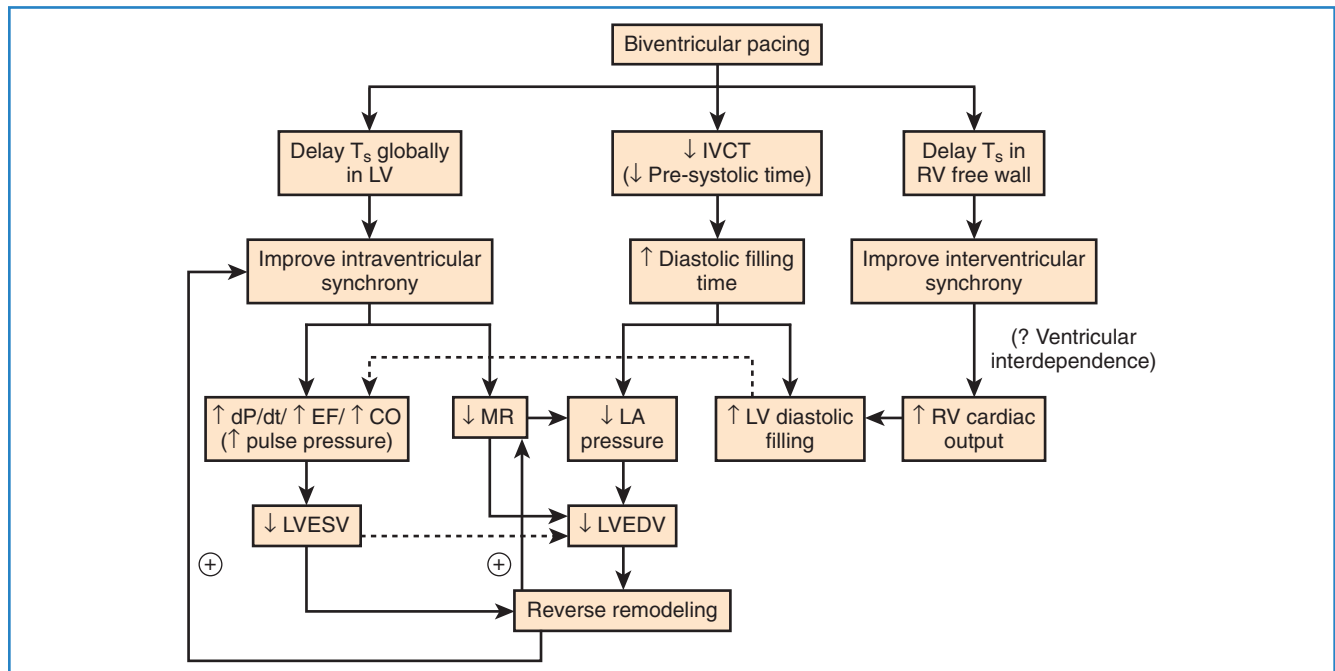 Biventricular pacing
Delay Ts globally
in LV
↓ IVCT
(↓ Pre-systolic time)
Delay Ts in
RV free wall
Improve intraventricular
synchrony
↑ Diastolic filling
time
Improve interventricular
synchrony
(? Ventricular
interdependence)
↑ dP/dt/ ↑ EF/ ↑ CO
(↑ pulse pressure)
↓ MR
↓ LA
pressure
↑ LV diastolic
filling
↑ RV cardiac
output
↓ LVESV
↓ LVEDV
+
+
Reverse remodeling